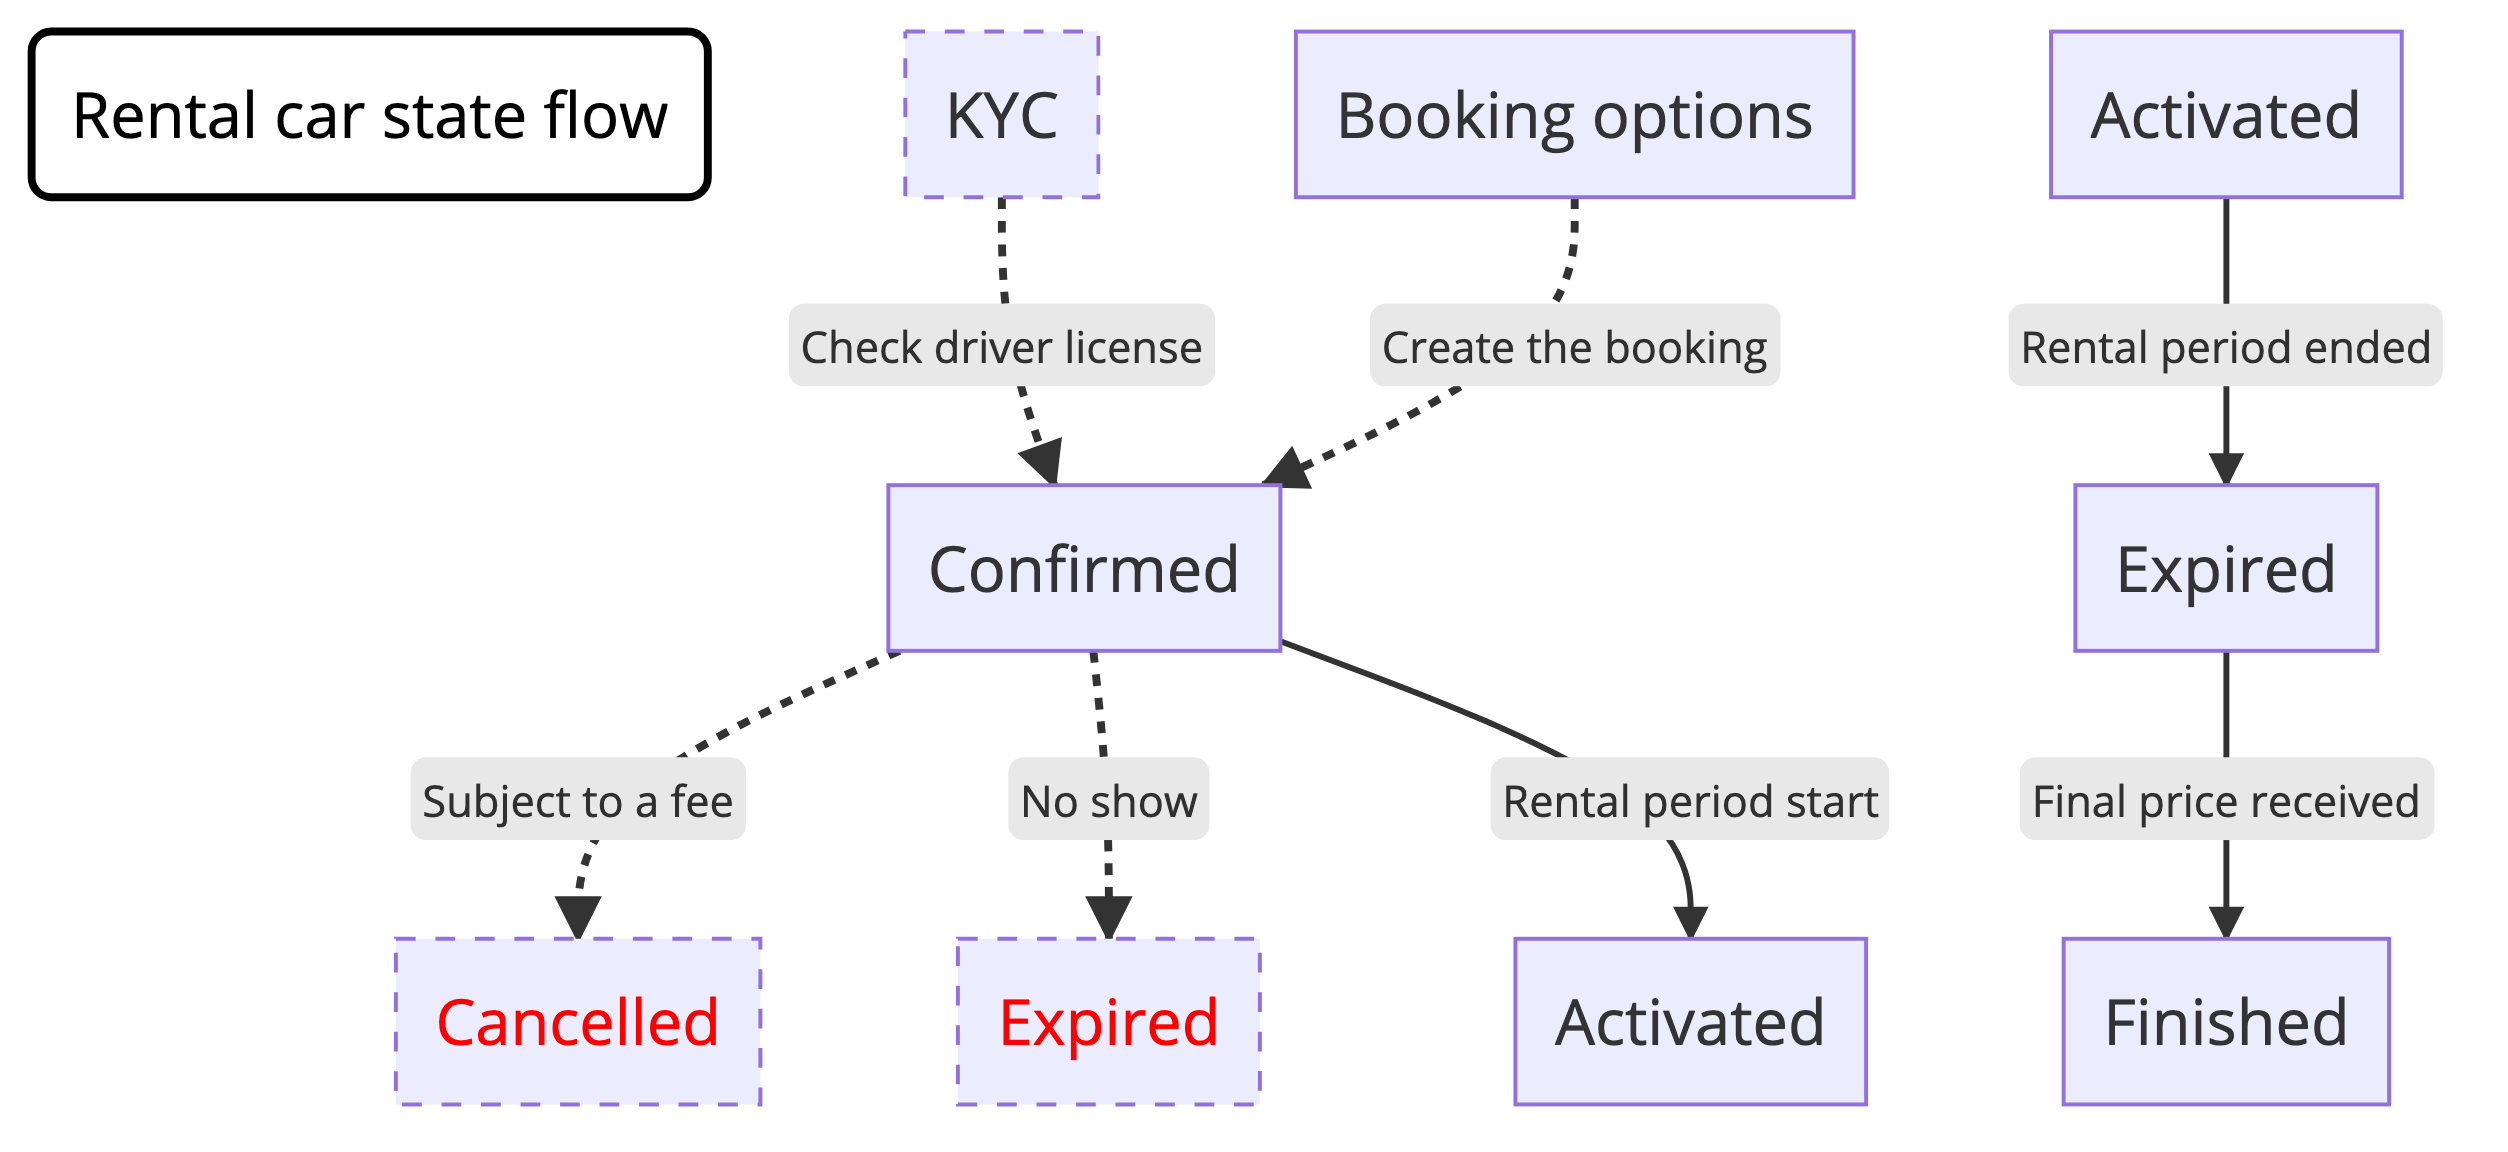 Rental car state flow
KYC
Booking options
Activated
Check driver license
Create the booking
Rental period ended
Confirmed
Expired
Subject to a fee
No show
Rental period start
Final price received
Cancelled
Expired
Activated
Finished